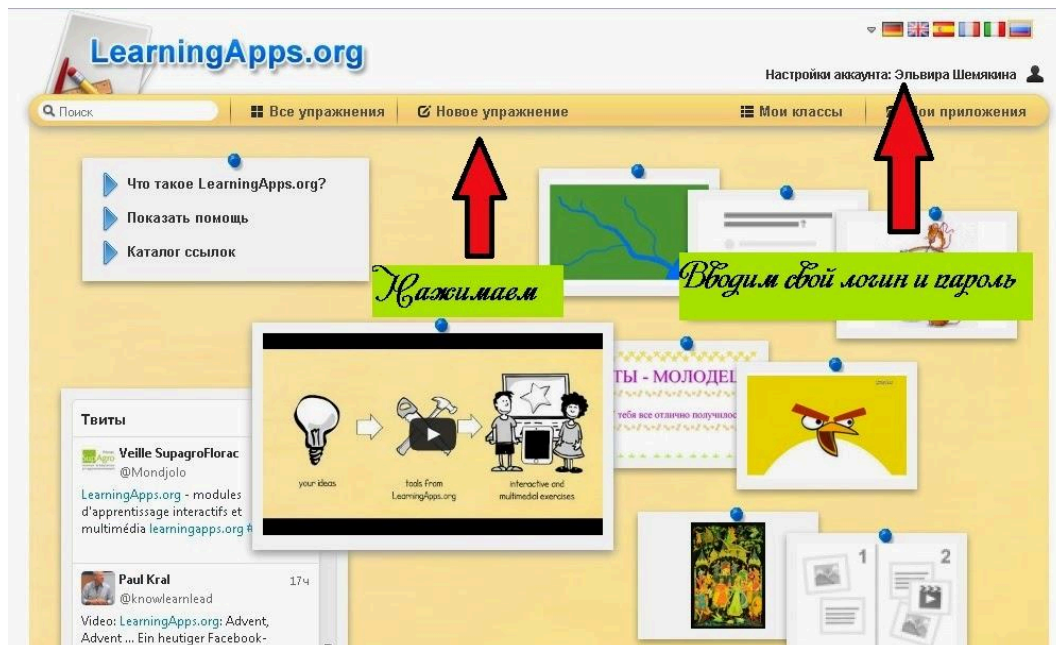 LearningApps.org
Настройки аккаунта: Эльвира Шемякина
Поиск
Все упражнения
Новое упражнение
Мои классы
приложения
Что такое LearningApps.org?
Показать помощь
Каталог ссылок
Нажимаем
Вводим свой логин и пароль
ТЫ - МОЛОДЕЦ
тебя все отлично получилос
your ideas
tools from
LearningApps.org
interactive and
multimedial exercises
Твиты
Veille SupagroFlorac
@Mondjolo
LearningApps.org - modules
d'apprentissage interactifs et
multimédia learningapps.org #
Paul Kral
17ч
@knowlearnlead
Video: LearningApps.org: Advent,
Advent ... Ein heutiger Facebook-
1
2